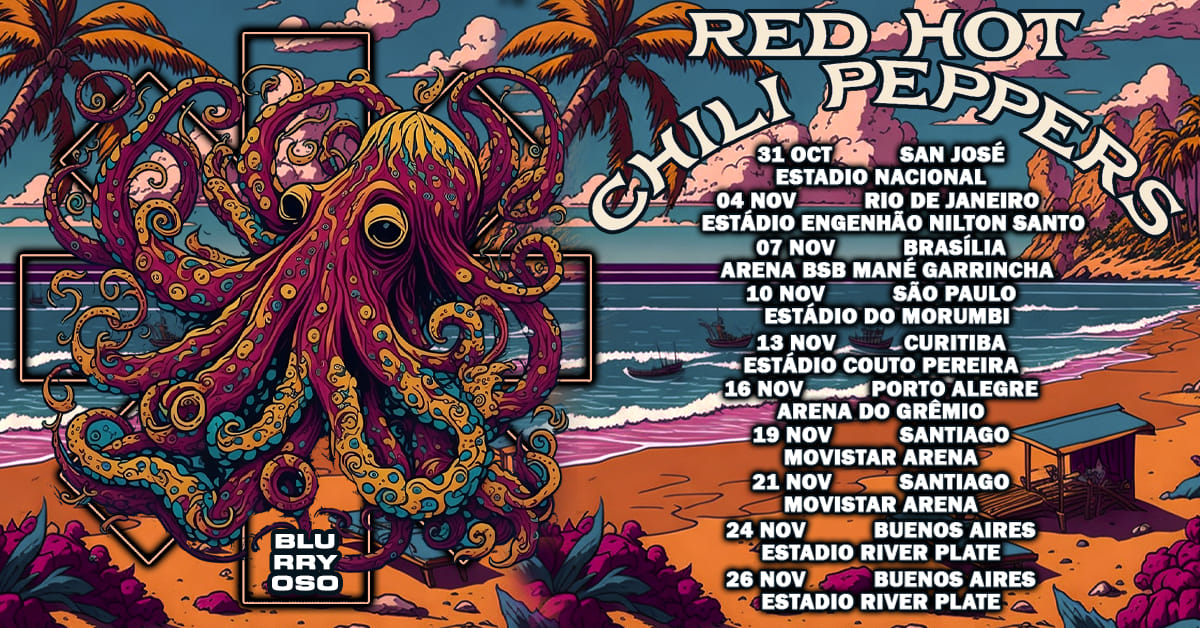 RED HOT
CHILI PEPPERS
31 OCT SAN JOSÉ
ESTADIO NACIONAL
04 NOV RIO DE JANEIRO
ESTÁDIO ENGENHÃO NILTON SANTO
07 NOV BRASÍLIA
ARENA BSB MANÉ GARRINCHA
10 NOV SÃO PAULO
ESTÁDIO DO MORUMBI
13 NOV CURITIBA
ESTÁDIO COUTO PEREIRA
16 NOV PORTO ALEGRE
ARENA DO GRÊMIO
19 NOV SANTIAGO
MOVISTAR ARENA
21 NOV SANTIAGO
MOVISTAR ARENA
24 NOV BUENOS AIRES
ESTADIO RIVER PLATE
26 NOV BUENOS AIRES
ESTADIO RIVER PLATE
BLU
RRY
OSO